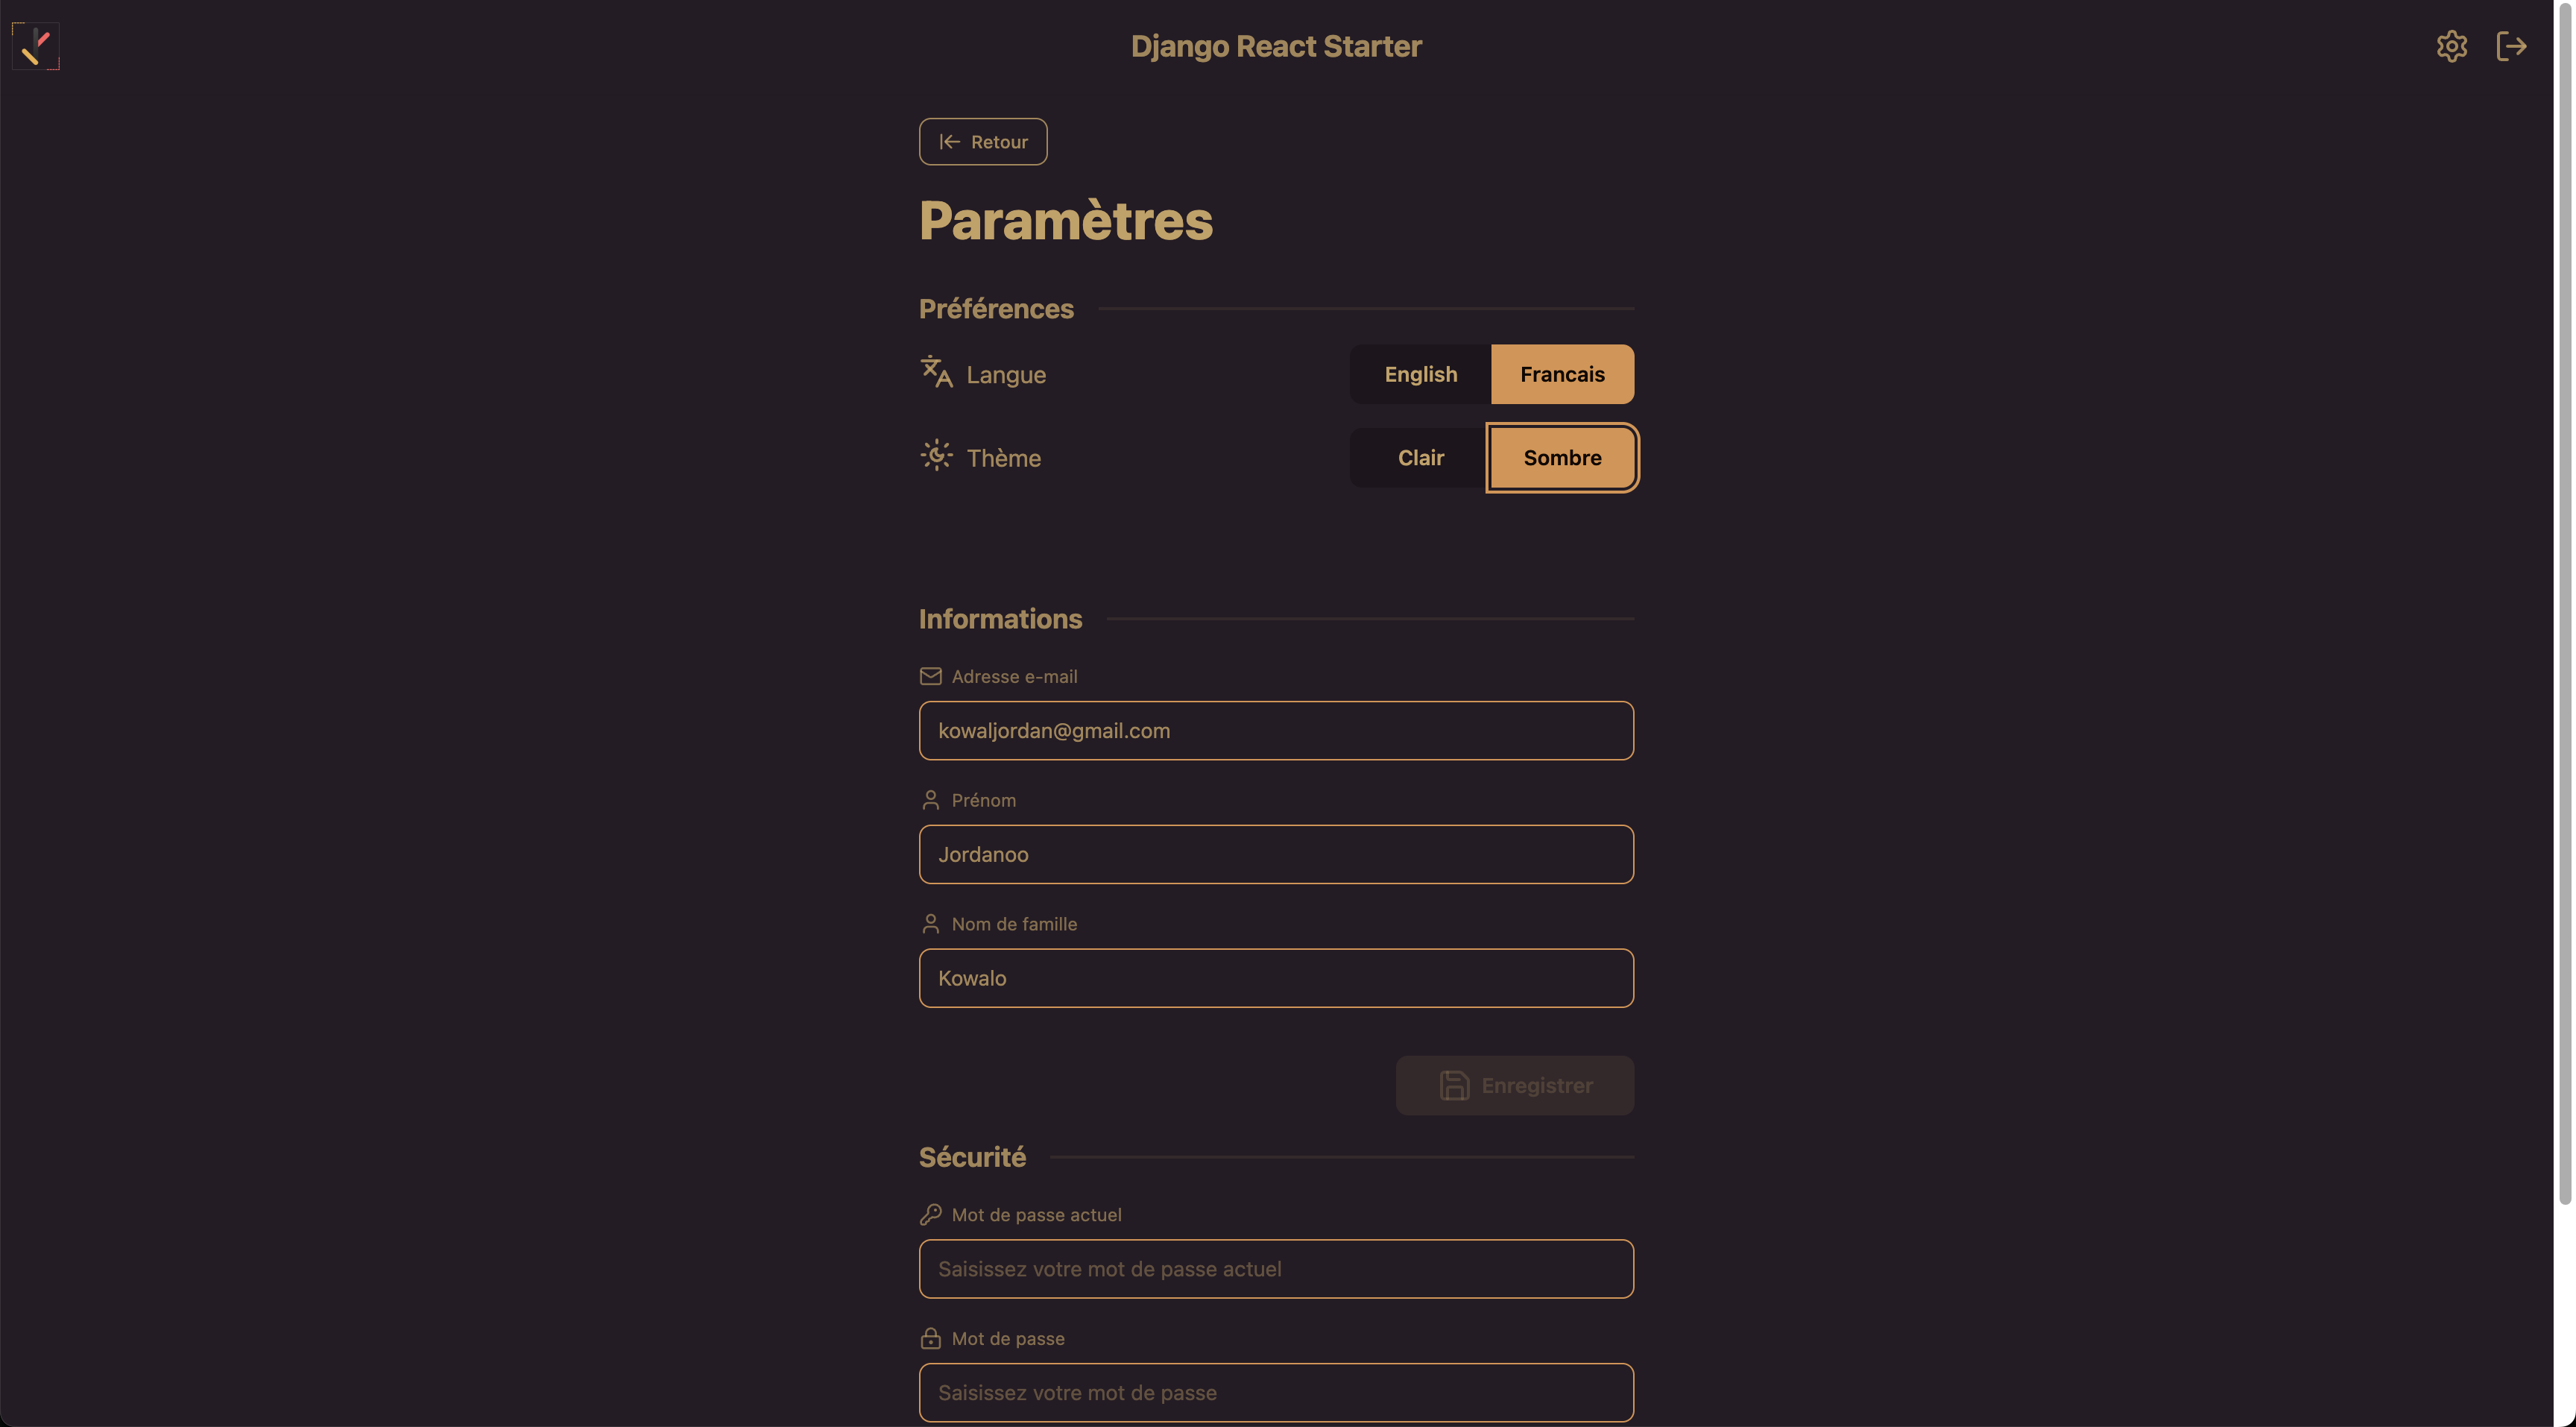 Django React Starter
Retour
Paramètres
Préférences
Langue
English
Francais
Thème
Clair
Sombre
Informations
Adresse e-mail
kowaljordan@gmail.com
Prénom
Jordanoo
Nom de famille
Kowalo
Enregistrer
Sécurité
Mot de passe actuel
Saisissez votre mot de passe actuel
Mot de passe
Saisissez votre mot de passe